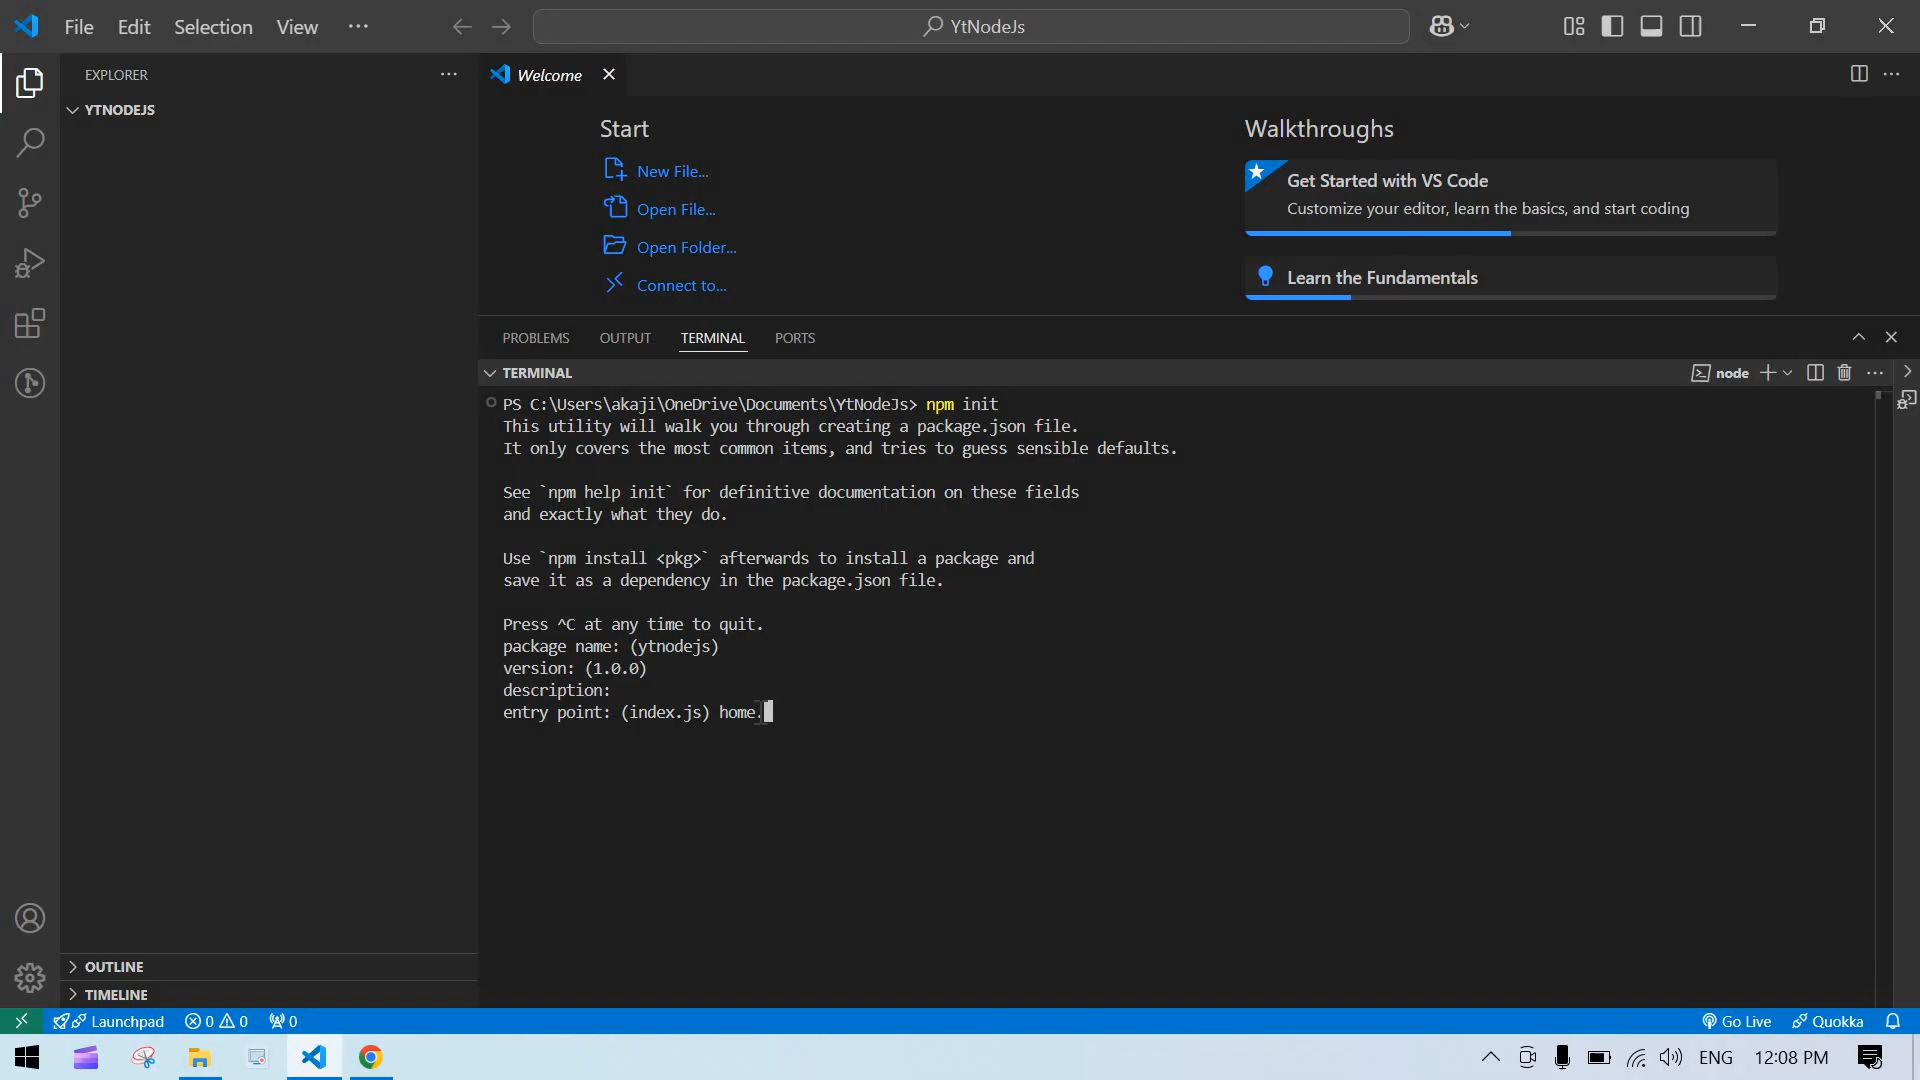 File Edit Selection View ···
YtNodeJs
EXPLORER
YTNODEJS
OUTLINE
TIMELINE
Welcome
Start
New File...
Open File...
Open Folder...
Connect to...
Walkthroughs
Get Started with VS Code
Customize your editor, learn the basics, and start coding
Learn the Fundamentals
PROBLEMS OUTPUT TERMINAL PORTS
TERMINAL
node
PS C:\Users\akaji\OneDrive\Documents\YtNodeJs> npm init
This utility will walk you through creating a package.json file.
It only covers the most common items, and tries to guess sensible defaults.
See `npm help init` for definitive documentation on these fields
and exactly what they do.
Use `npm install <pkg>` afterwards to install a package and
save it as a dependency in the package.json file.
Press ^C at any time to quit.
package name: (ytnodejs)
version: (1.0.0)
description:
entry point: (index.js) home.
Launchpad 0 0 0 Go Live Quokka
ENG 12:08 PM